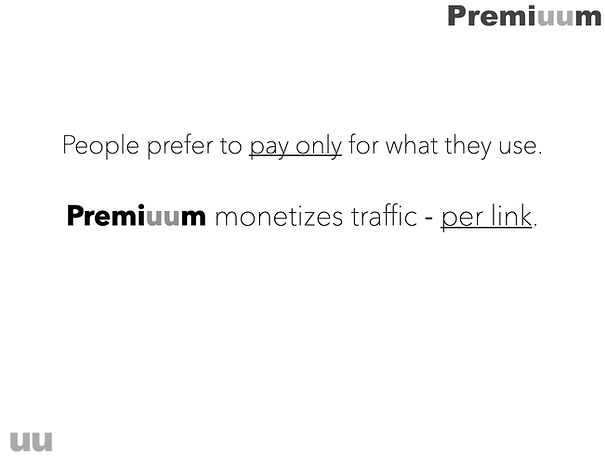 Premiuum
People prefer to pay only for what they use.
Premiuum monetizes traffic - per link.
uu